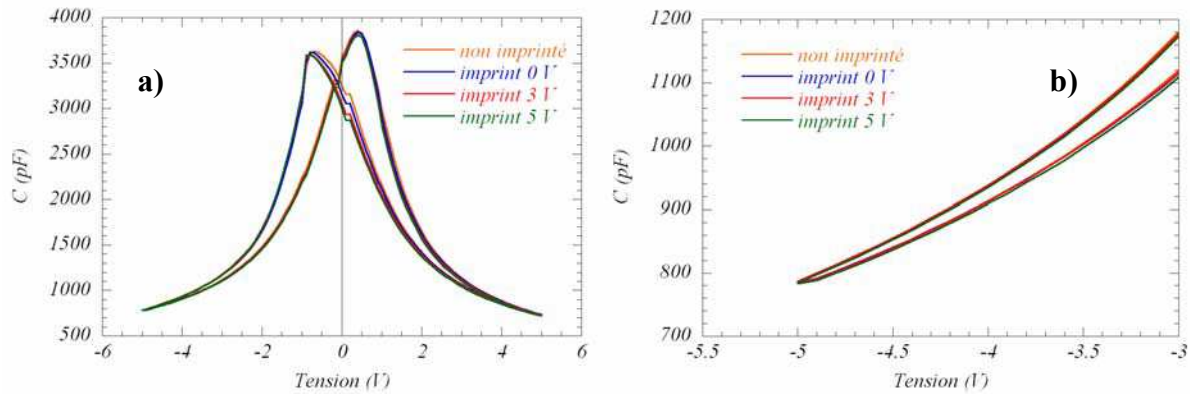 a)
4000
3500
3000
2500
2000
1500
1000
500
C (pF)
non imprinté
imprint 0 V
imprint 3 V
imprint 5 V
-6
-4
-2
0
2
4
6
Tension (V)
b)
1200
1100
1000
900
800
700
C (pF)
non imprinté
imprint 0 V
imprint 3 V
imprint 5 V
-5.5
-5
-4.5
-4
-3.5
-3
Tension (V)